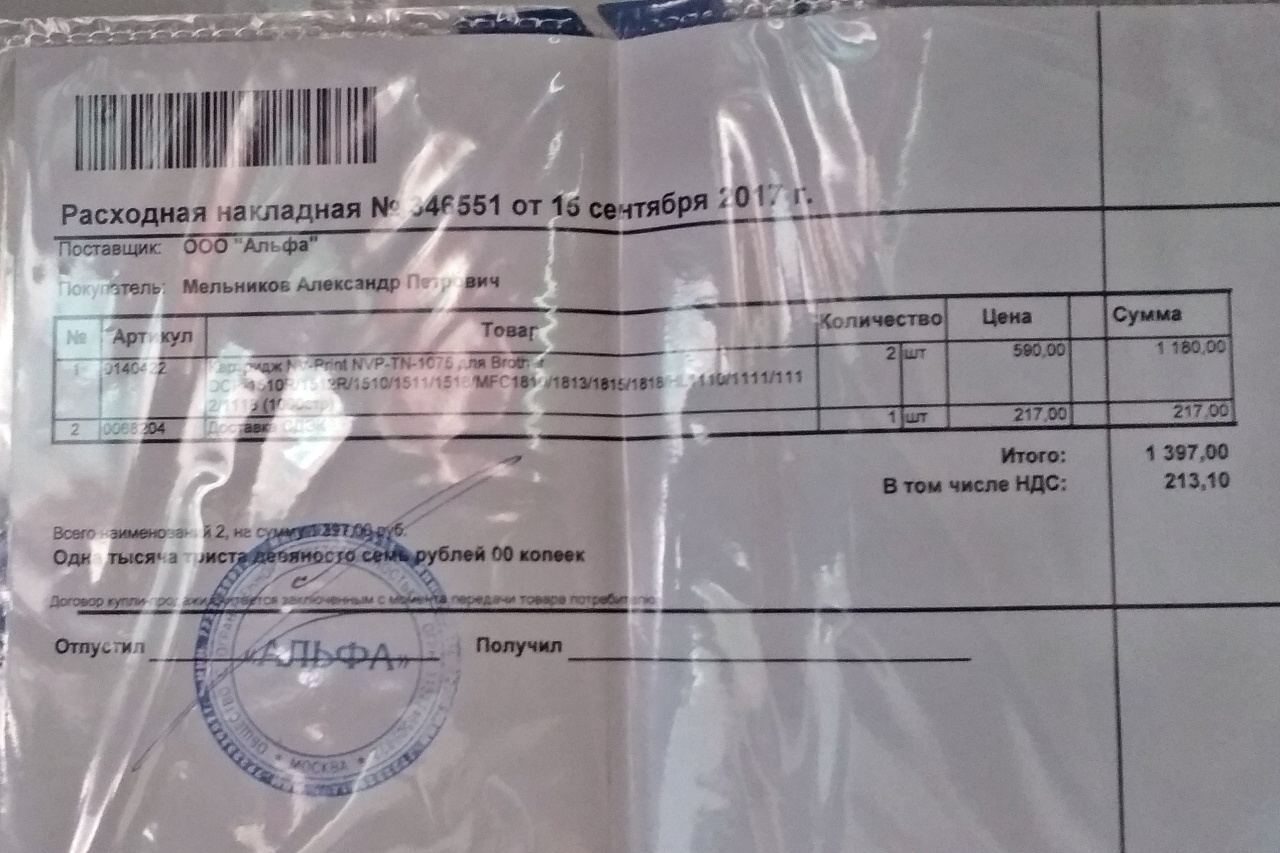 Расходная накладная № 346551 от 15 сентября 2017 г.
Поставщик: ООО "Альфа"
Покупатель: Мельников Александр Петрович
№ Артикул Товар Количество Цена Сумма
1 0140422 Картридж NV-Print NVP-TN-1075 для Brother 2 шт 590,00 1 180,00
DCP-1510R/1512R/1510/1511/1518/MFC1810/1813/1815/1818/HL1110/1111/111
2/1118 (1000стр)
2 Доставка СДЭК 1 шт 217,00 217,00
Итого: 1 397,00
В том числе НДС: 213,10
Всего наименований 2, на сумму 1 397,00 руб.
Одна тысяча триста девяносто семь рублей 00 копеек
Договор купли-продажи считается заключенным с момента передачи товара потребителю
Отпустил Получил
«АЛЬФА»
ОБЩЕСТВО
МОСКВА